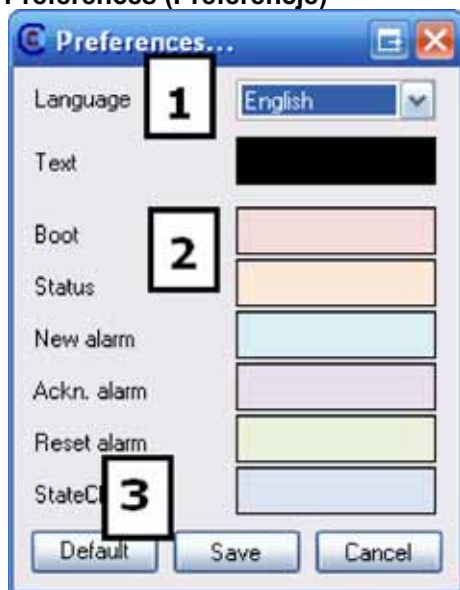 Preferences (Preferencje)
Preferences...
Language 1 English
Text
Boot
2
Status
New alarm
Ackn. alarm
Reset alarm
3
Default Save Cancel